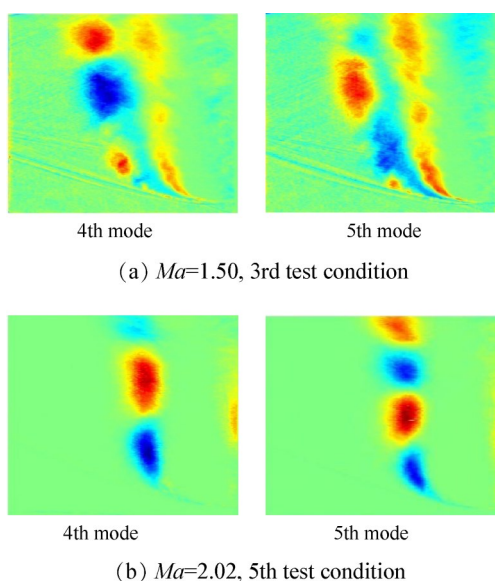 4th mode 5th mode
(a) Ma=1.50, 3rd test condition
4th mode 5th mode
(b) Ma=2.02, 5th test condition